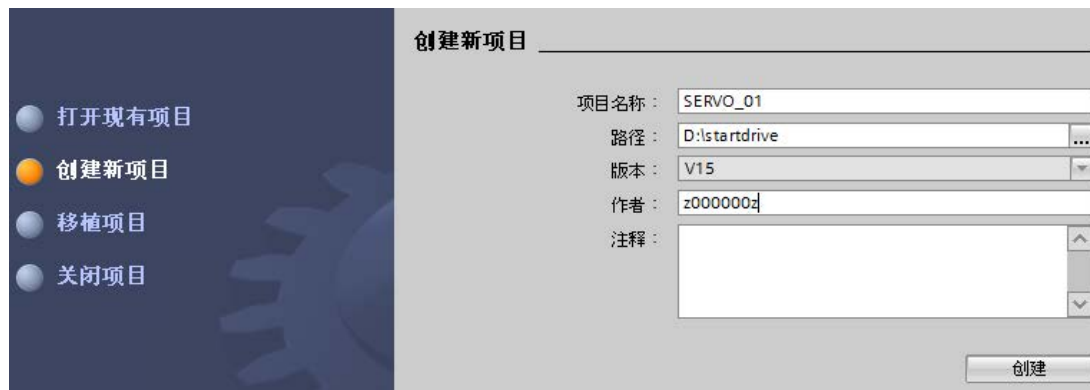 创建新项目
打开现有项目
创建新项目
移植项目
关闭项目
项目名称：
SERVO_01
路径：
D:\startdrive
...
版本：
V15
作者：
z000000z
注释：
创建